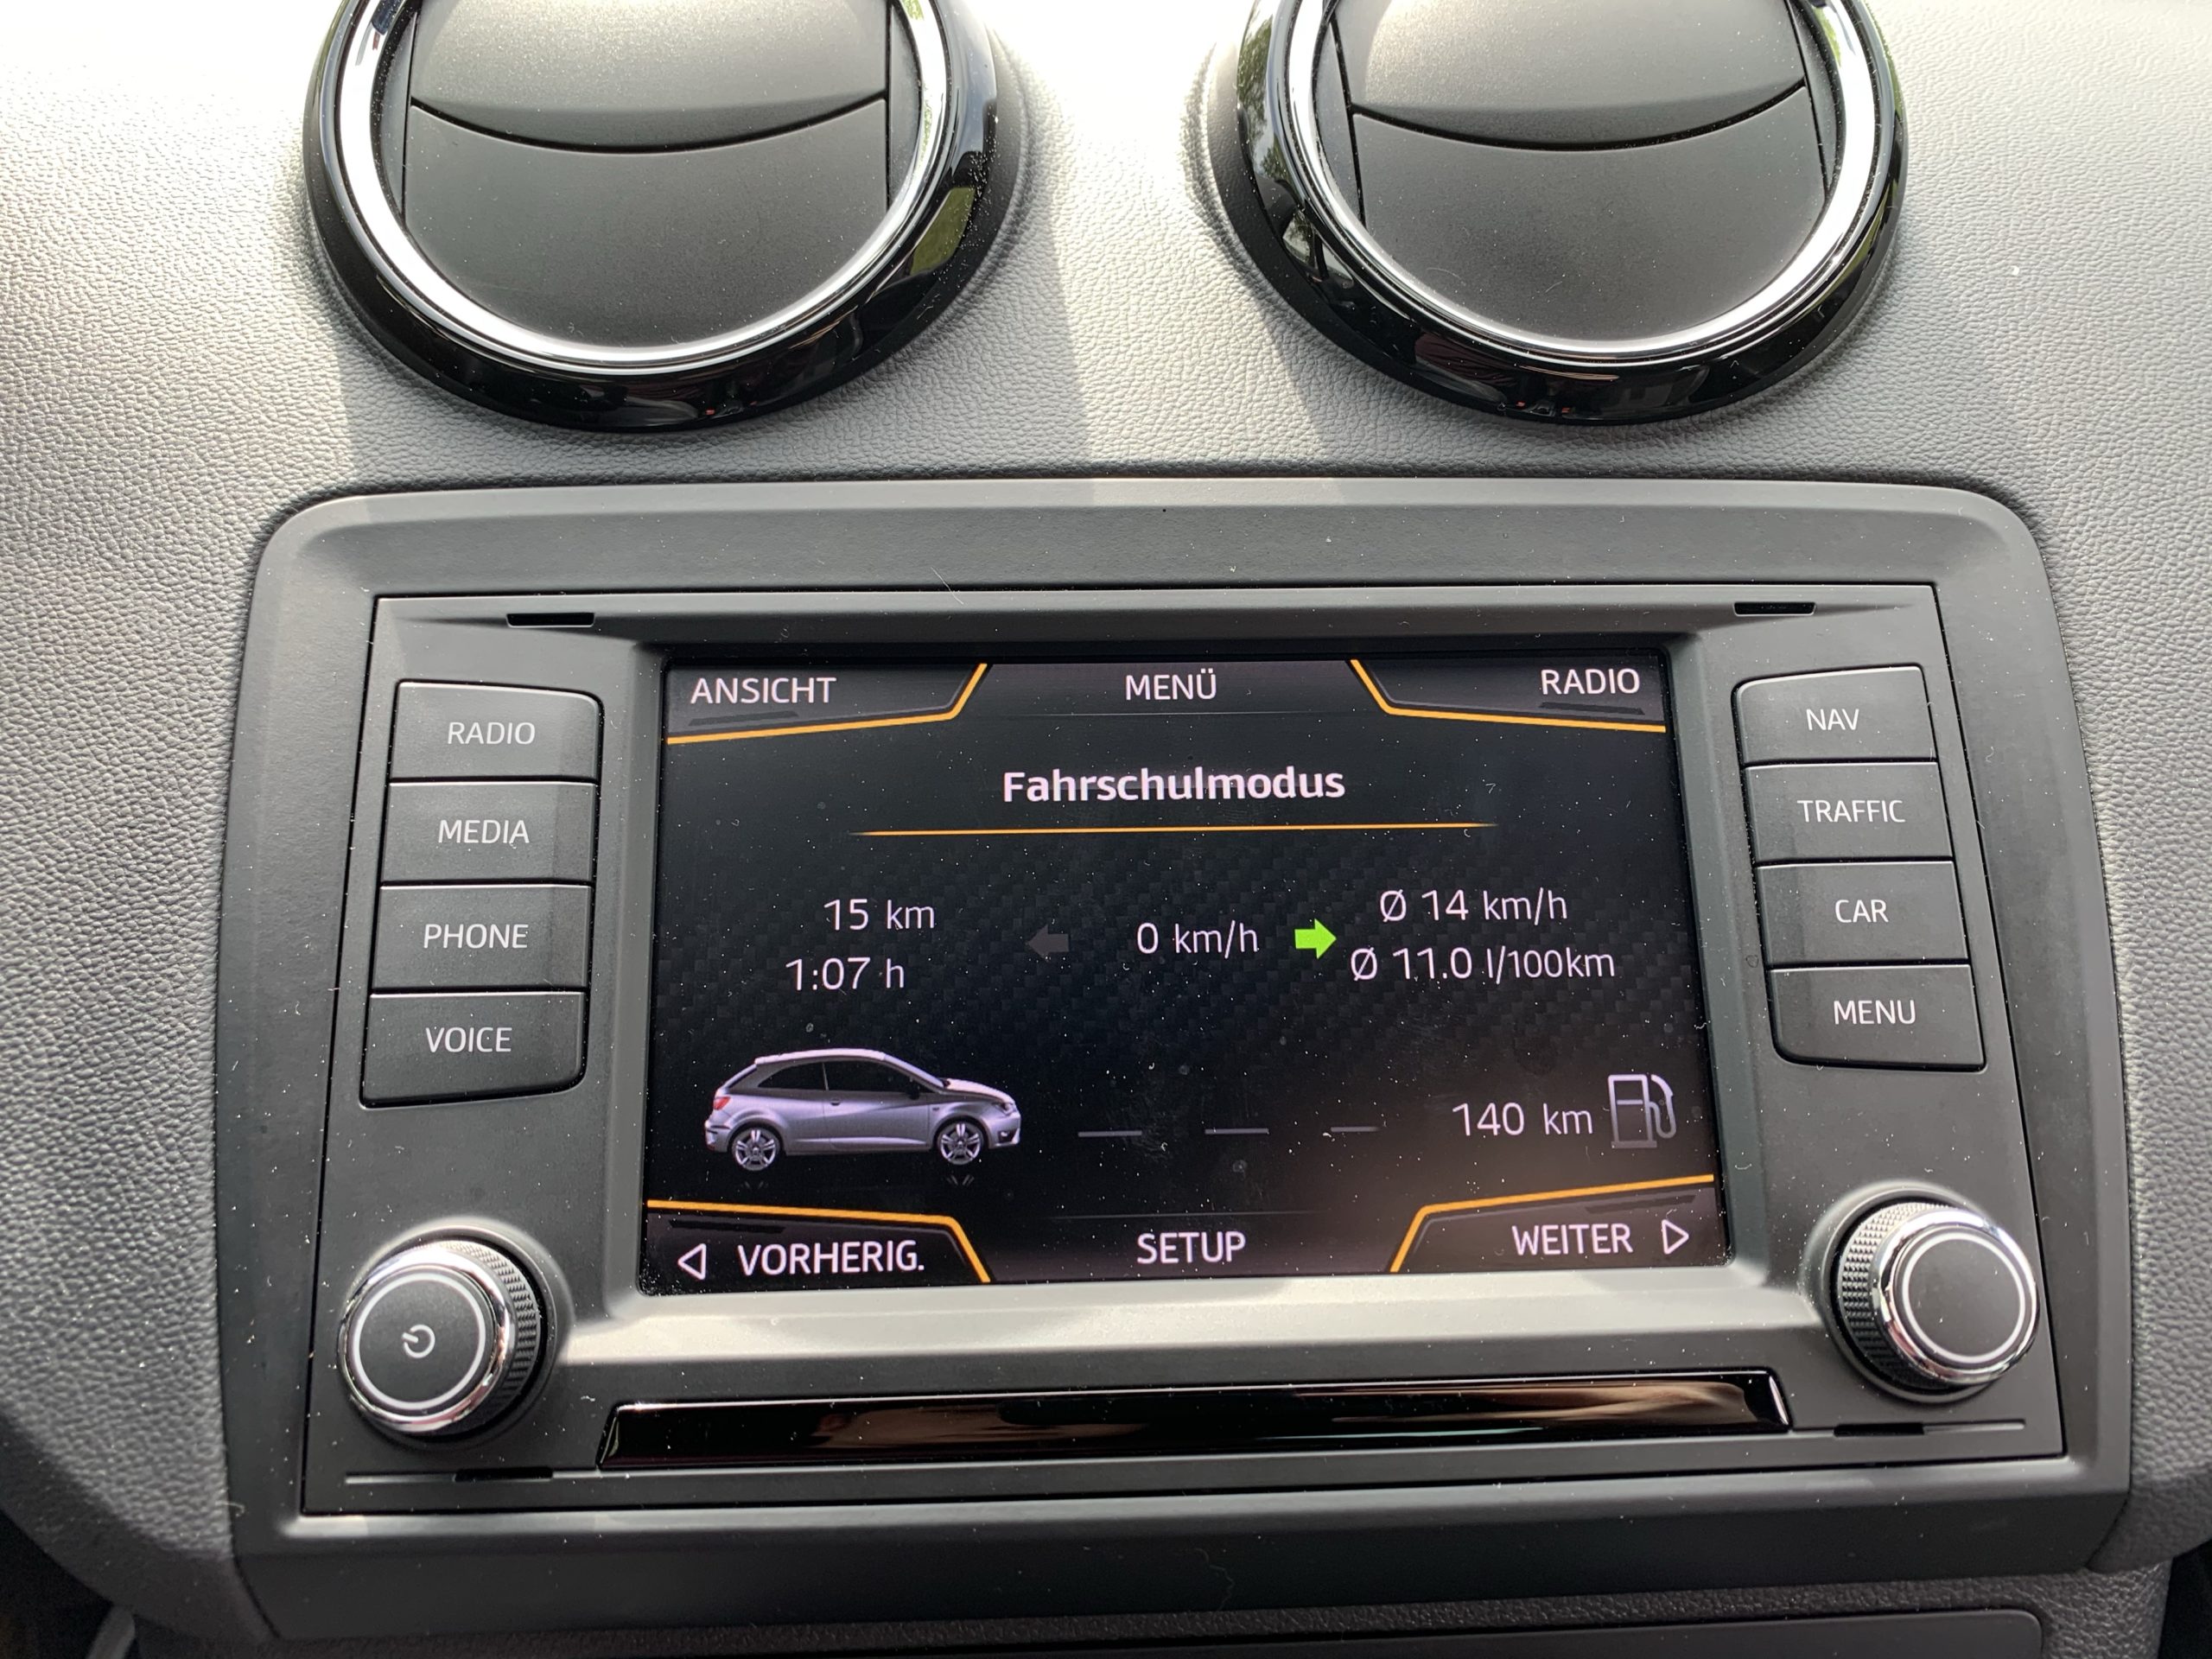 ANSICHT MENÜ RADIO
Fahrschulmodus
15 km
1:07 h
0 km/h
Ø 14 km/h
Ø 11.0 l/100km
140 km
VORHERIG. SETUP WEITER
RADIO
MEDIA
PHONE
VOICE
NAV
TRAFFIC
CAR
MENU